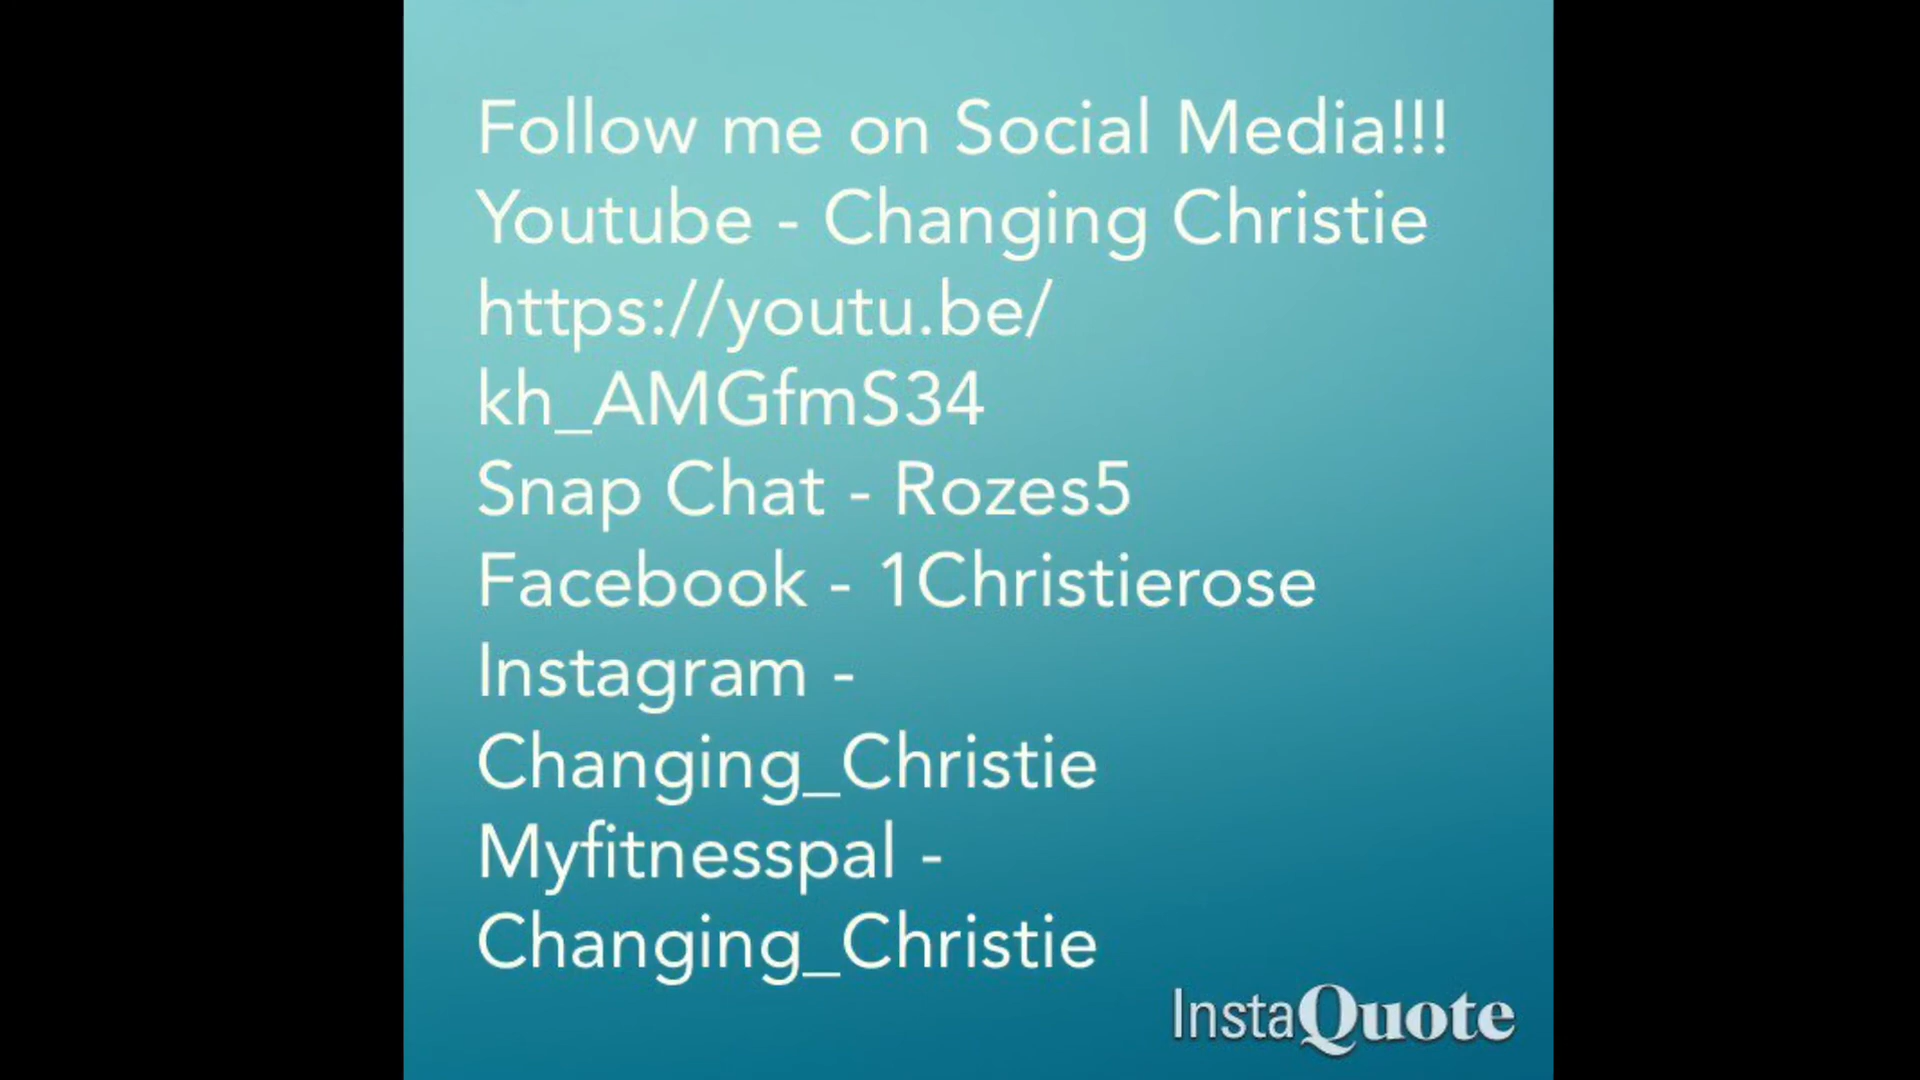 Follow me on Social Media!!!
Youtube - Changing Christie
https://youtu.be/
kh_AMGfmS34
Snap Chat - Rozes5
Facebook - 1Christierose
Instagram -
Changing_Christie
Myfitnesspal -
Changing_Christie
InstaQuote